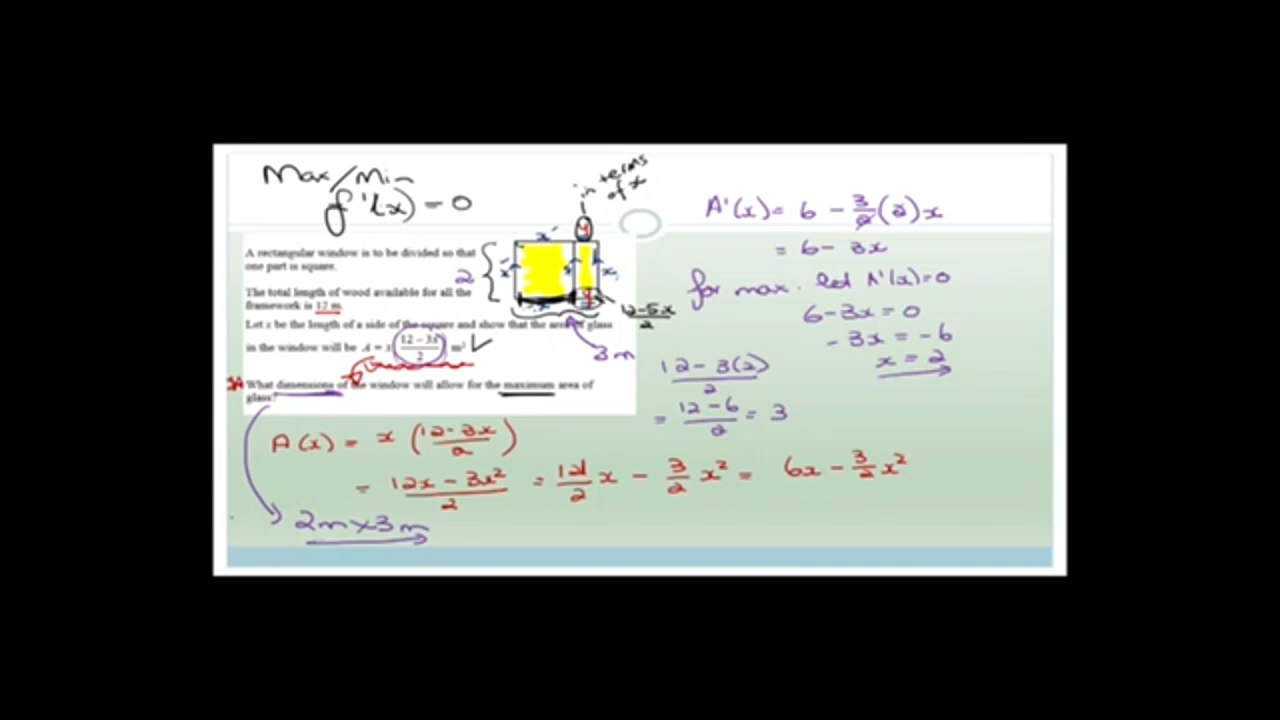 Max/Min
f'(x) = 0
in terms
of x
A rectangular window is to be divided so that
one part is square.
The total length of wood available for all the
framework is 12 m.
Let x be the length of a side of the square and show that the area of glass
in the window will be A = x(12 − 3x / 2) m² ✓
What dimensions of the window will allow for the maximum area of
glass?
2
x
y
x
x
x
y
12-5x / 2
3m
A(x) = x (12-3x / 2)
= 12x - 3x² / 2 = 12/2 x - 3/2 x² = 6x - 3/2 x²
2m x 3m
A'(x) = 6 - 3/2 (2)x
= 6 - 3x
for max. let A'(x)=0
6-3x = 0
-3x = -6
x = 2
12-3(2) / 2
= 12-6 / 2 = 3